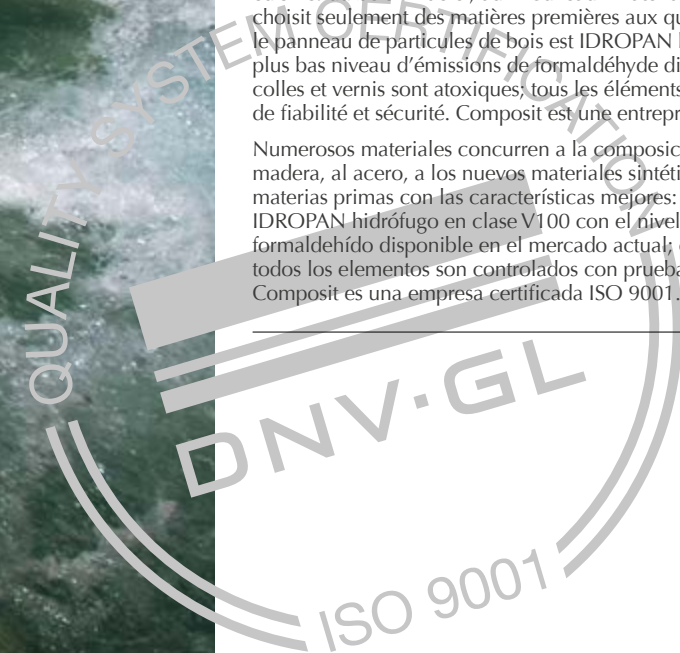 choisit seulement des matières premières aux qu
le panneau de particules de bois est IDROPAN
plus bas niveau d'émissions de formaldéhyde di
colles et vernis sont atoxiques; tous les éléments
de fiabilité et sécurité. Composit est une entrepr
Numerosos materiales concurren a la composic
madera, al acero, a los nuevos materiales sintéti
materias primas con las características mejores:
IDROPAN hidrófugo en clase V100 con el nivel
formaldehído disponible en el mercado actual;
todos los elementos son controlados con prueba
Composit es una empresa certificada ISO 9001.
QUALITY SYSTEM CERTIFICATION
DNV·GL
ISO 9001